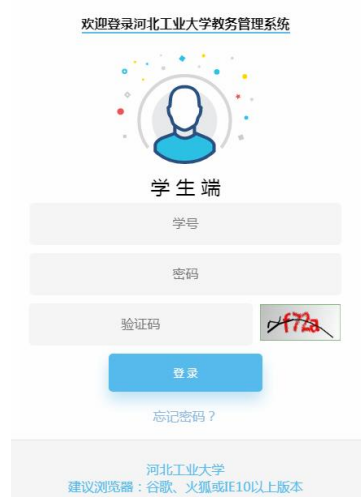 欢迎登录河北工业大学教务管理系统
学生端
学号
密码
验证码
登录
忘记密码？
河北工业大学
建议浏览器：谷歌、火狐或IE10以上版本